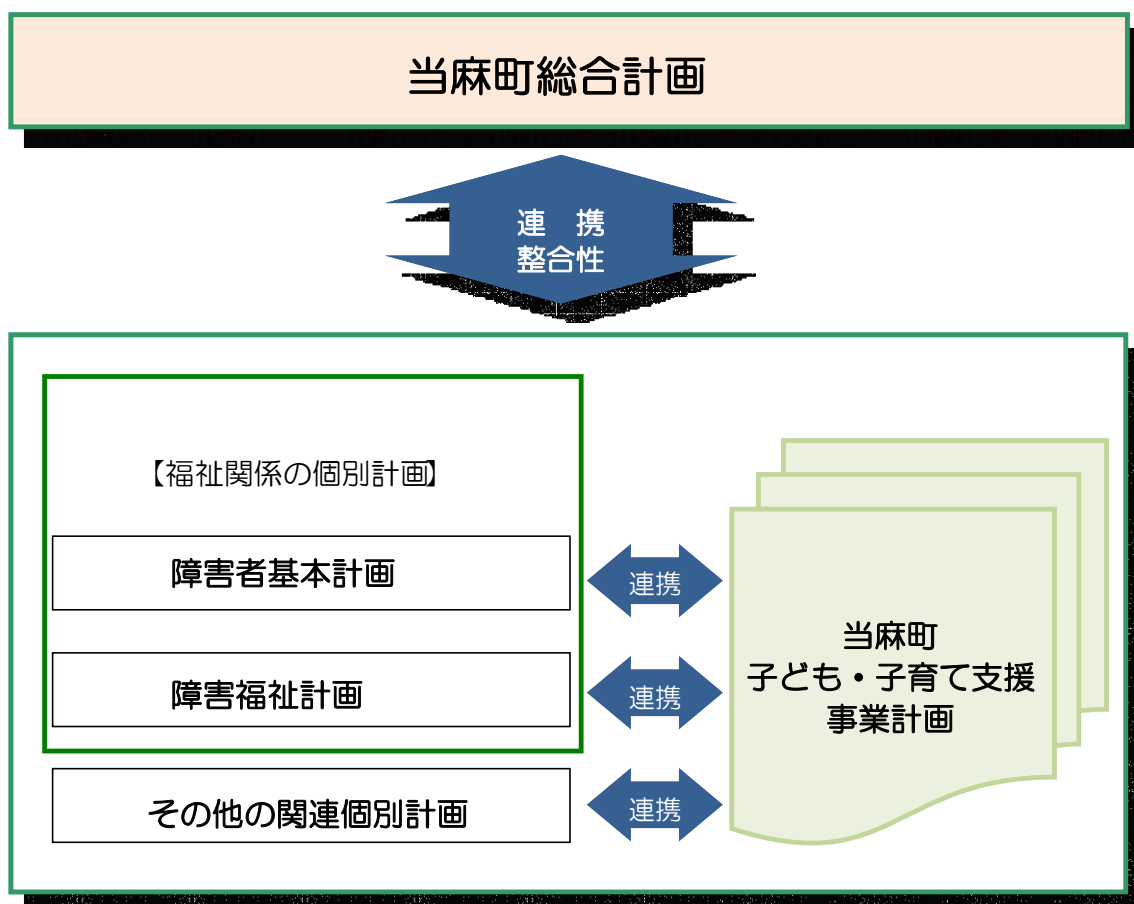 当麻町総合計画
連　携
整合性
【福祉関係の個別計画】
障害者基本計画
連携
障害福祉計画
連携
その他の関連個別計画
連携
当麻町
子ども・子育て支援
事業計画